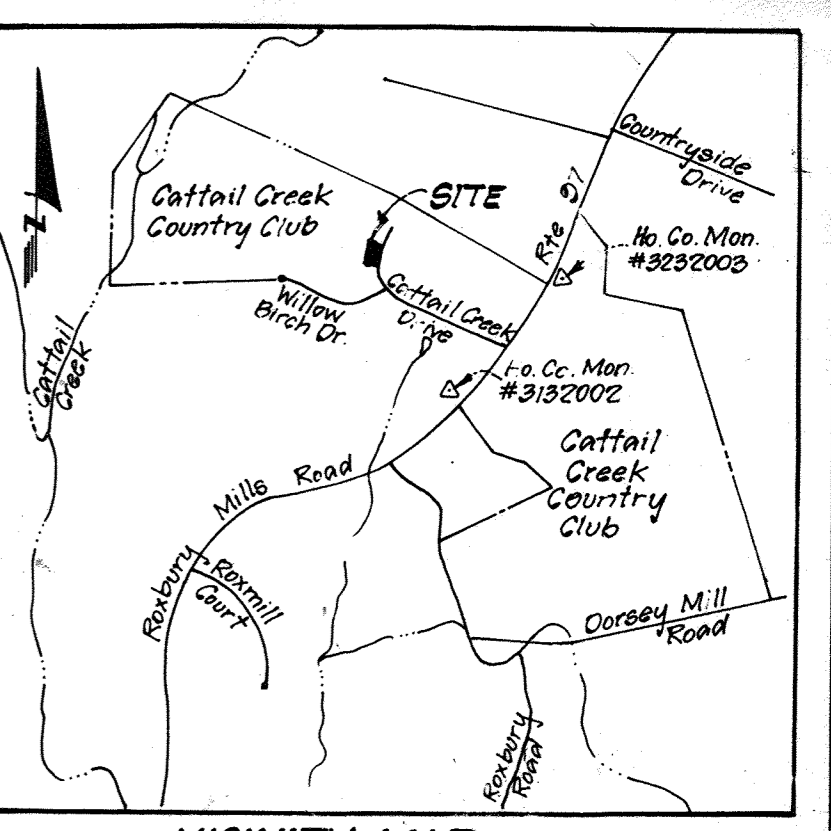 Countryside
Drive
Cattail Creek
Country Club
SITE
Rte 97
Ho. Co. Mon.
#3232003
N
Willow
Birch Dr.
Cattail Creek
Drive
Cattail
Creek
Ho. Co. Mon.
#3132002
Cattail
Creek
Country
Club
Roxbury Mills Road
Roxmill
Court
Dorsey Mill
Road
Roxbury
Road